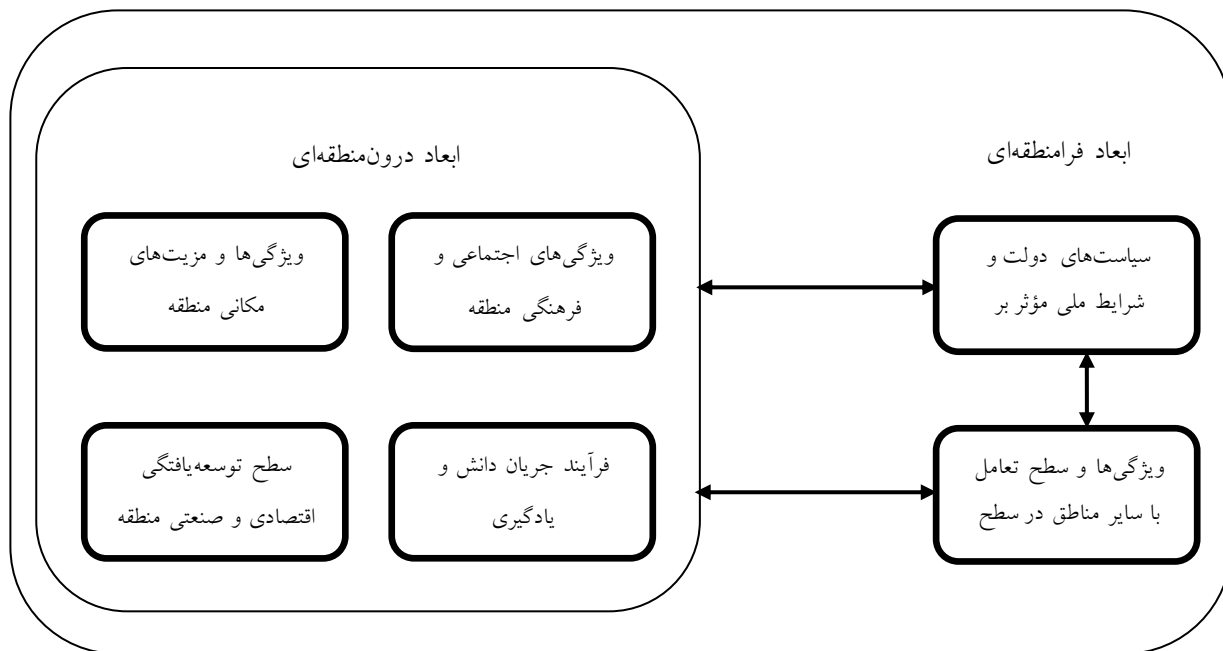 ابعاد فرامنطقه‌ای
سیاست‌های دولت و
شرایط ملی مؤثر بر
ویژگی‌ها و سطح تعامل
با سایر مناطق در سطح
ابعاد درون‌منطقه‌ای
ویژگی‌های اجتماعی و
فرهنگی منطقه
ویژگی‌ها و مزیت‌های
مکانی منطقه
فرآیند جریان دانش و
یادگیری
سطح توسعه‌یافتگی
اقتصادی و صنعتی منطقه